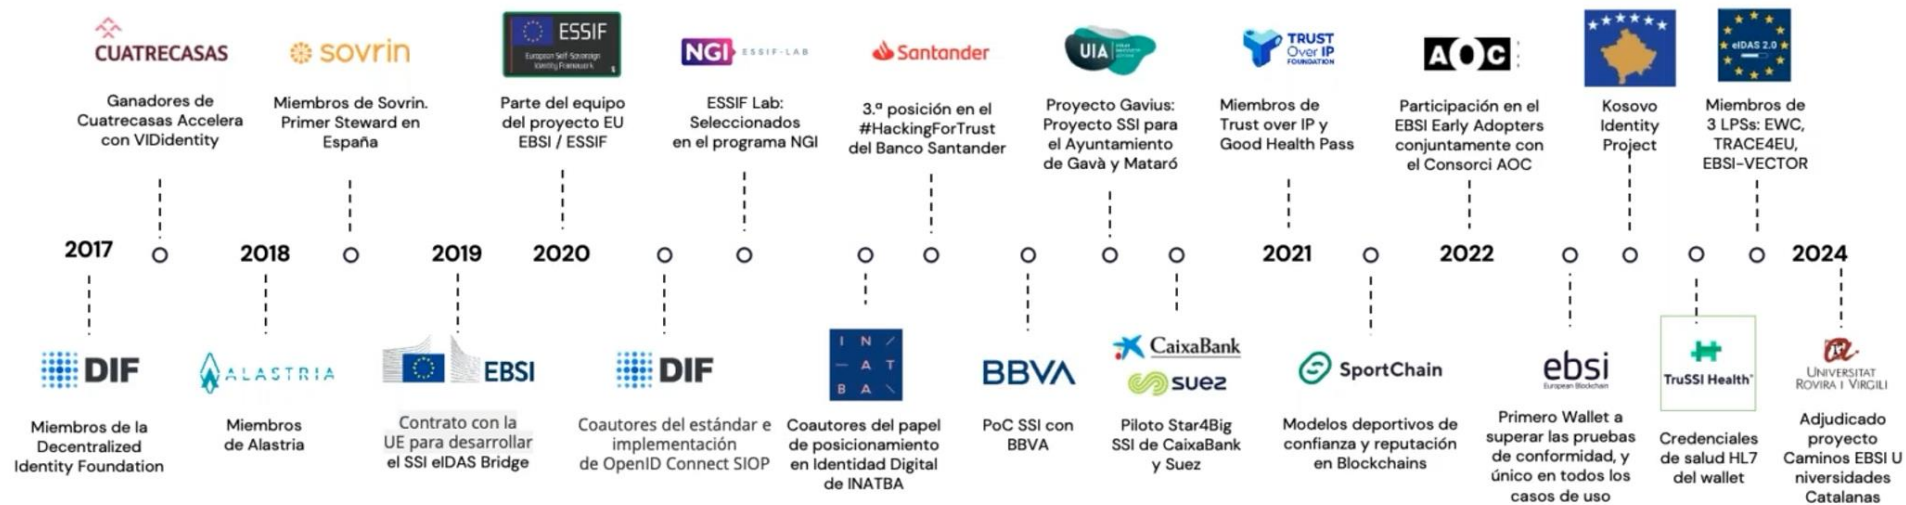 CUATRECASAS
Ganadores de
Cuatrecasas Accelera
con VIDidentity
sovrin
Miembros de Sovrin.
Primer Steward en
España
ESSIF
European Self-Sovereign
Identity Framework
Parte del equipo
del proyecto EU
EBSI / ESSIF
NGI ESSIF-LAB
ESSIF Lab:
Seleccionados
en el programa NGI
Santander
3.ª posición en el
#HackingForTrust
del Banco Santander
UIA
Proyecto Gavius:
Proyecto SSI para
el Ayuntamiento
de Gavà y Mataró
TRUST
Over IP
FOUNDATION
Miembros de
Trust over IP y
Good Health Pass
AOC
Participación en el
EBSI Early Adopters
conjuntamente con
el Consorci AOC
Kosovo
Identity
Project
eIDAS 2.0
Miembros de
3 LPSs: EWC,
TRACE4EU,
EBSI-VECTOR
2017 2018 2019 2020 2021 2022 2024
DIF
Miembros de la
Decentralized
Identity Foundation
ALASTRIA
Miembros
de Alastria
EBSI
Contrato con la
UE para desarrollar
el SSI eIDAS Bridge
DIF
Coautores del estándar e
implementación
de OpenID Connect SIOP
I N /
— A T
B A \
Coautores del papel
de posicionamiento
en Identidad Digital
de INATBA
BBVA
PoC SSI con
BBVA
CaixaBank
suez
Piloto Star4Big
SSI de CaixaBank
y Suez
SportChain
Modelos deportivos de
confianza y reputación
en Blockchains
ebsi
European Blockchain
Primero Wallet a
superar las pruebas
de conformidad, y
único en todos los
casos de uso
TruSSI Health
Credenciales
de salud HL7
del wallet
UNIVERSITAT
ROVIRA I VIRGILI
Adjudicado
proyecto
Caminos EBSI U
niversidades
Catalanas